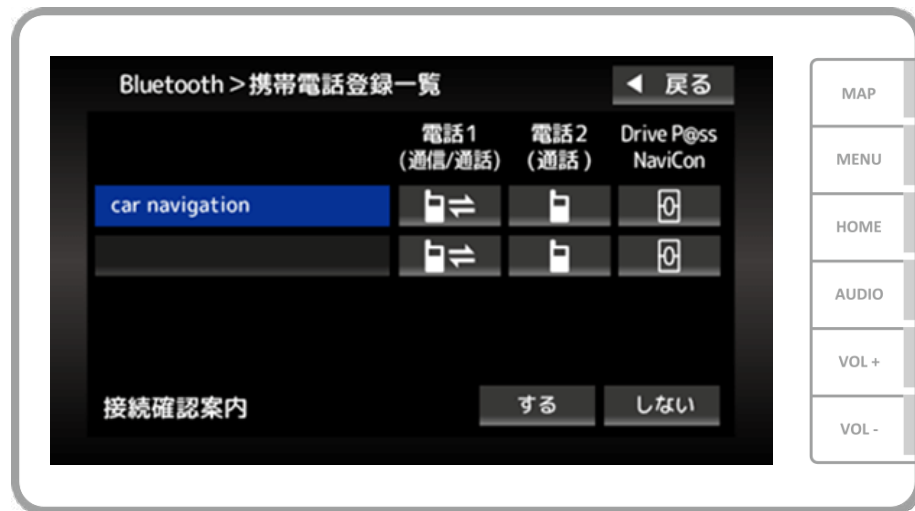 Bluetooth＞携帯電話登録一覧
◀ 戻る
電話1
(通信/通話)
電話2
(通話)
Drive P@ss
NaviCon
car navigation
接続確認案内
する
しない
MAP
MENU
HOME
AUDIO
VOL +
VOL -